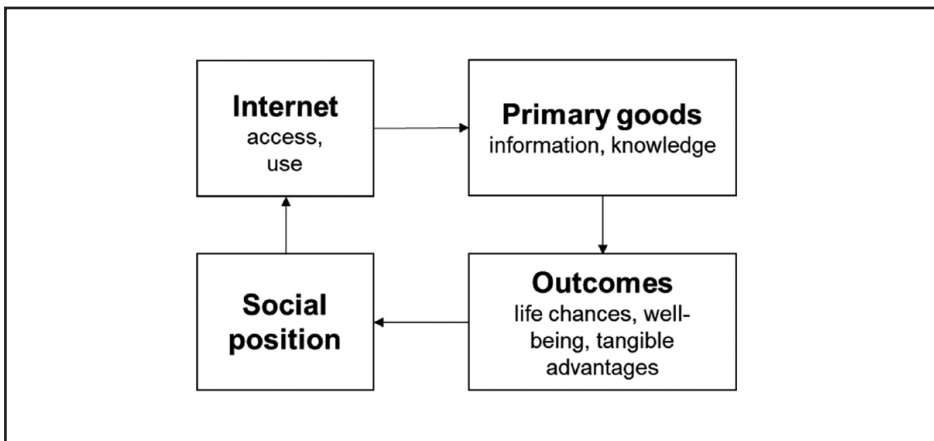 Internet
access,
use
Primary goods
information, knowledge
Social
position
Outcomes
life chances, well-
being, tangible
advantages